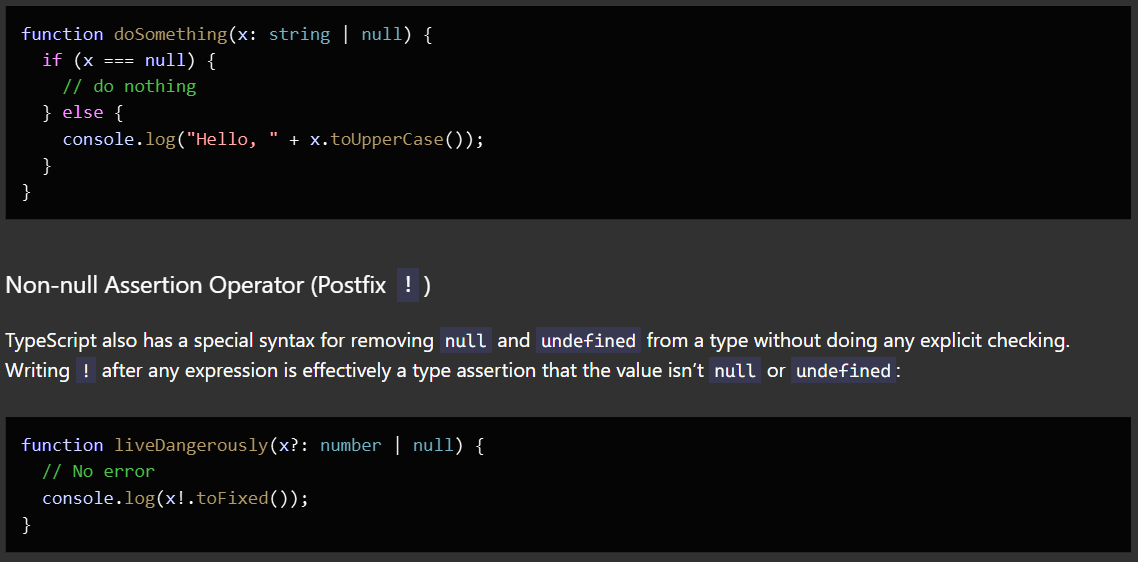 function doSomething(x: string | null) {
  if (x === null) {
    // do nothing
  } else {
    console.log("Hello, " + x.toUpperCase());
  }
}
Non-null Assertion Operator (Postfix !)
TypeScript also has a special syntax for removing null and undefined from a type without doing any explicit checking.
Writing ! after any expression is effectively a type assertion that the value isn’t null or undefined:
function liveDangerously(x?: number | null) {
  // No error
  console.log(x!.toFixed());
}